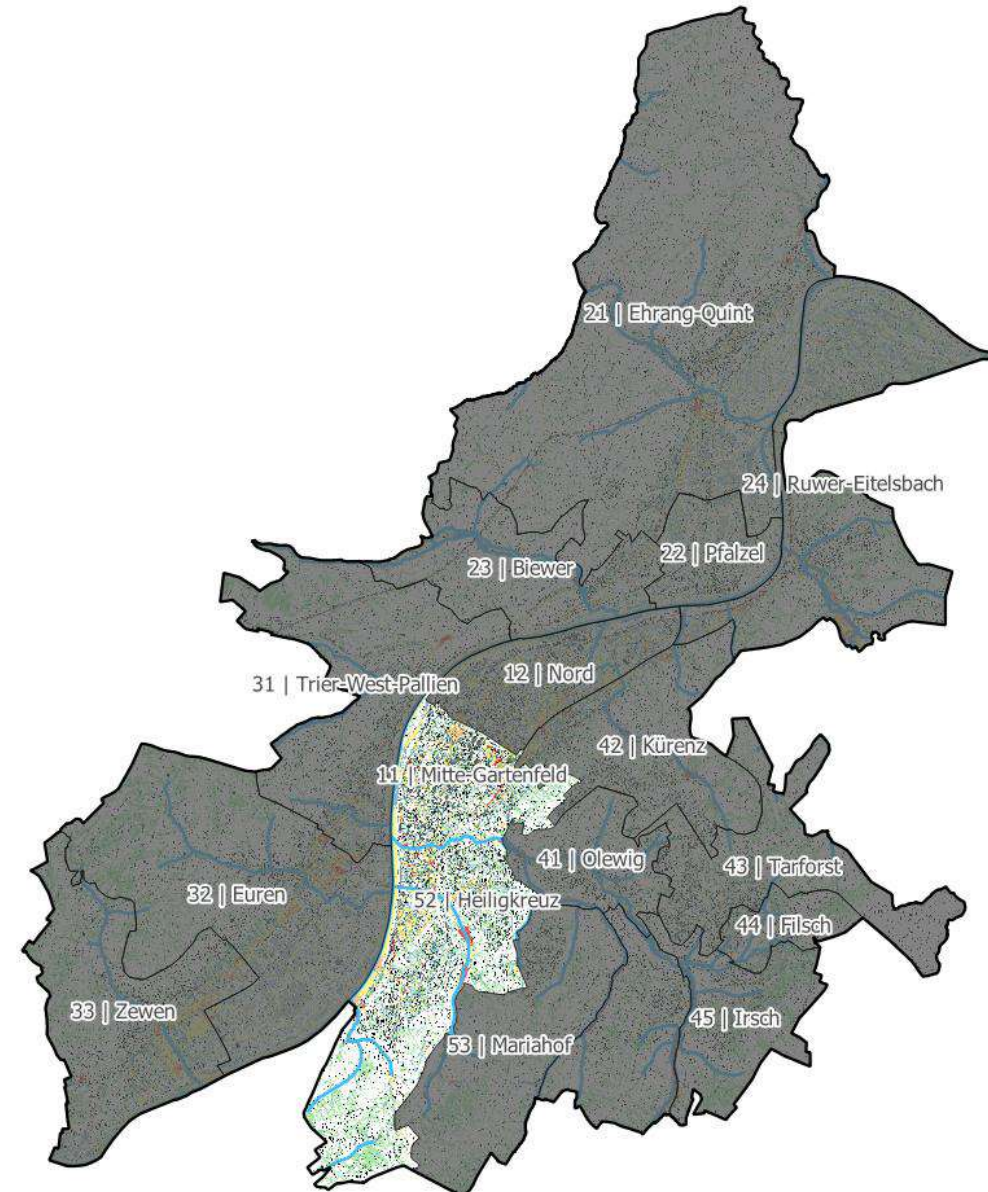 21 | Ehrang-Quint
24 | Ruwer-Eitelsbach
22 | Pfalzel
23 | Biewer
12 | Nord
31 | Trier-West-Pallien
42 | Kürenz
11 | Mitte-Gartenfeld
41 | Olewig
43 | Tarforst
32 | Euren
52 | Heiligkreuz
44 | Filsch
33 | Zewen
45 | Irsch
53 | Mariahof